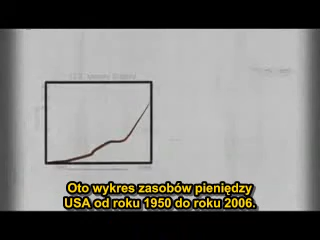 Oto wykres zasobów pieniędzy
USA od roku 1950 do roku 2006.